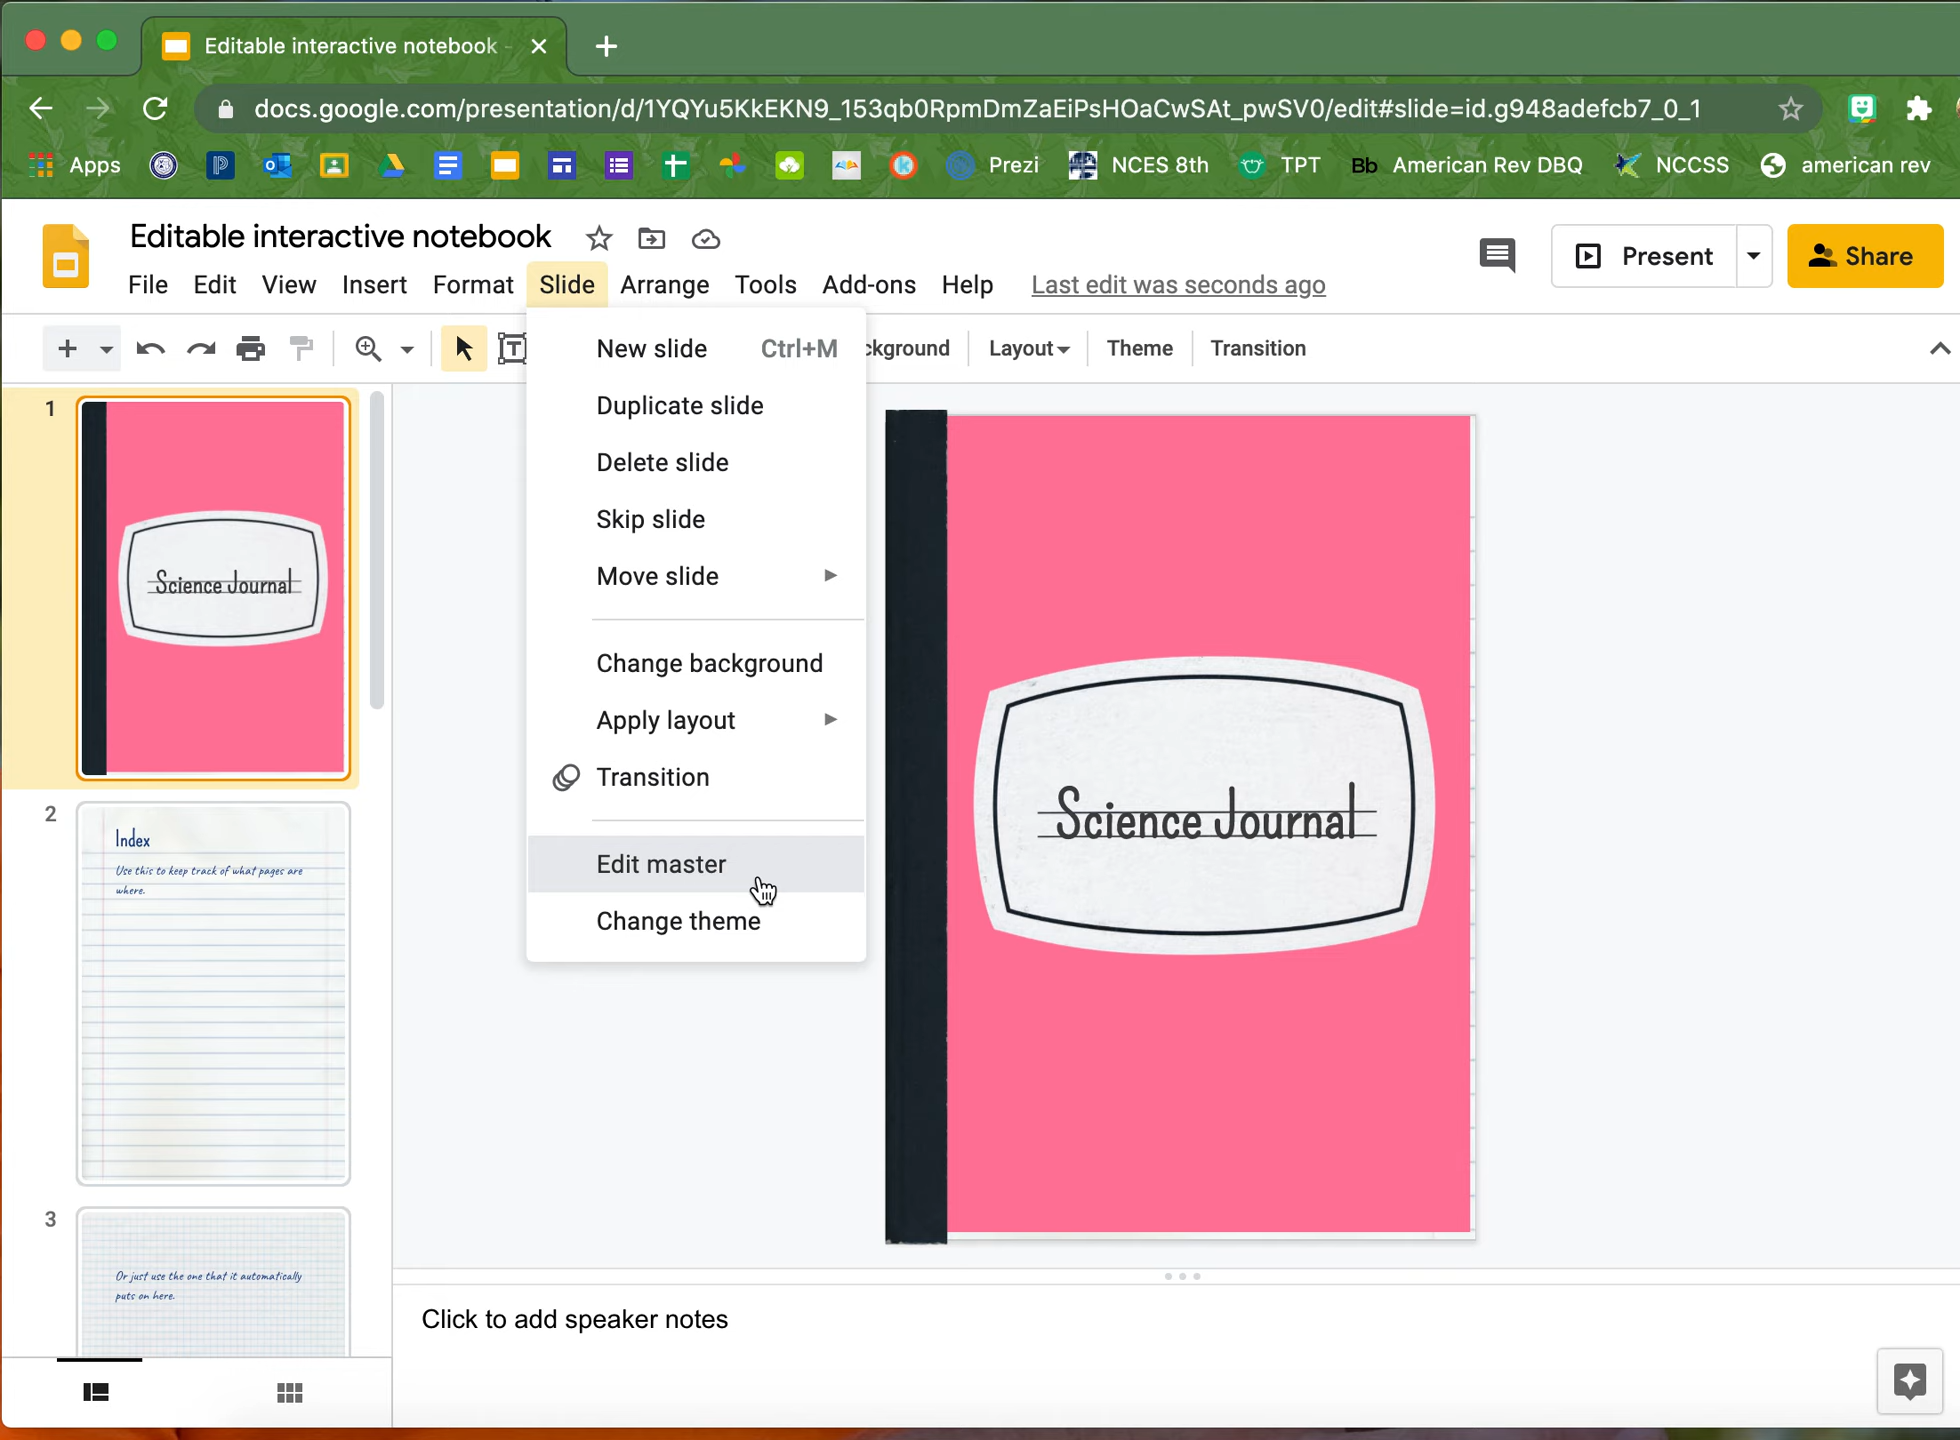 Editable interactive notebook -
docs.google.com/presentation/d/1YQYu5KkEKN9_153qb0RpmDmZaEiPsHOaCwSAt_pwSV0/edit#slide=id.g948adefcb7_0_1
Apps Prezi NCES 8th TPT Bb American Rev DBQ NCCSS american rev
Editable interactive notebook
Present Share
File Edit View Insert Format Slide Arrange Tools Add-ons Help Last edit was seconds ago
ckground Layout Theme Transition
New slide Ctrl+M
Duplicate slide
Delete slide
Skip slide
Move slide
Change background
Apply layout
Transition
Edit master
Change theme
1
Science Journal
2
Index
Use this to keep track of what pages are
where.
3
Or just use the one that it automatically
puts on here.
Science Journal
Click to add speaker notes